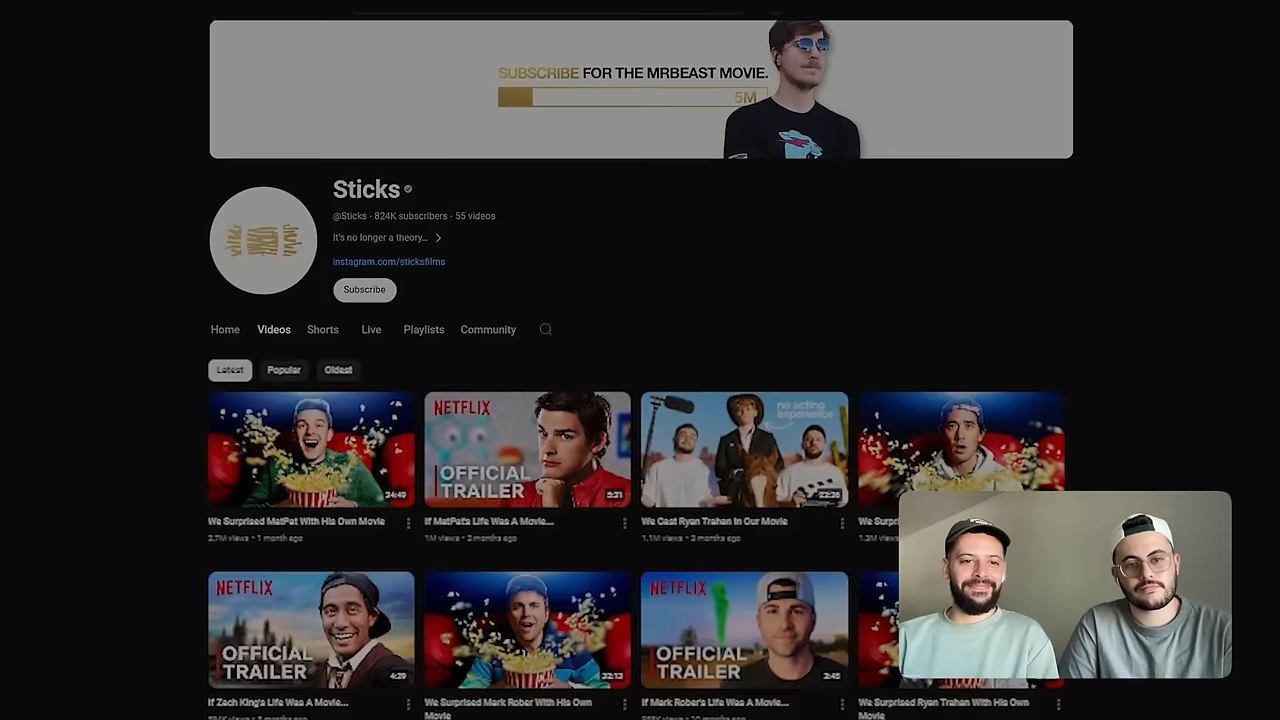 SUBSCRIBE FOR THE MRBEAST MOVIE.
5M
Sticks
@Sticks · 824K subscribers · 55 videos
It's no longer a theory...
instagram.com/sticksfilms
Subscribe
Home Videos Shorts Live Playlists Community
Latest Popular Oldest
NETFLIX
OFFICIAL
TRAILER
no acting
experience
24:49
5:21
22:26
We Surprised MatPat With His Own Movie
If MatPat's Life Was A Movie...
We Cast Ryan Trahan In Our Movie
We Surp
2.7M views • 1 month ago
1M views • 2 months ago
1.1M views • 3 months ago
NETFLIX
OFFICIAL
TRAILER
4:29
22:13
NETFLIX
OFFICIAL
TRAILER
2:45
If Zach King's Life Was A Movie...
We Surprised Mark Rober With His Own
Movie
If Mark Rober's Life Was A Movie...
We Surprised Ryan Trahan With His Own
Movie